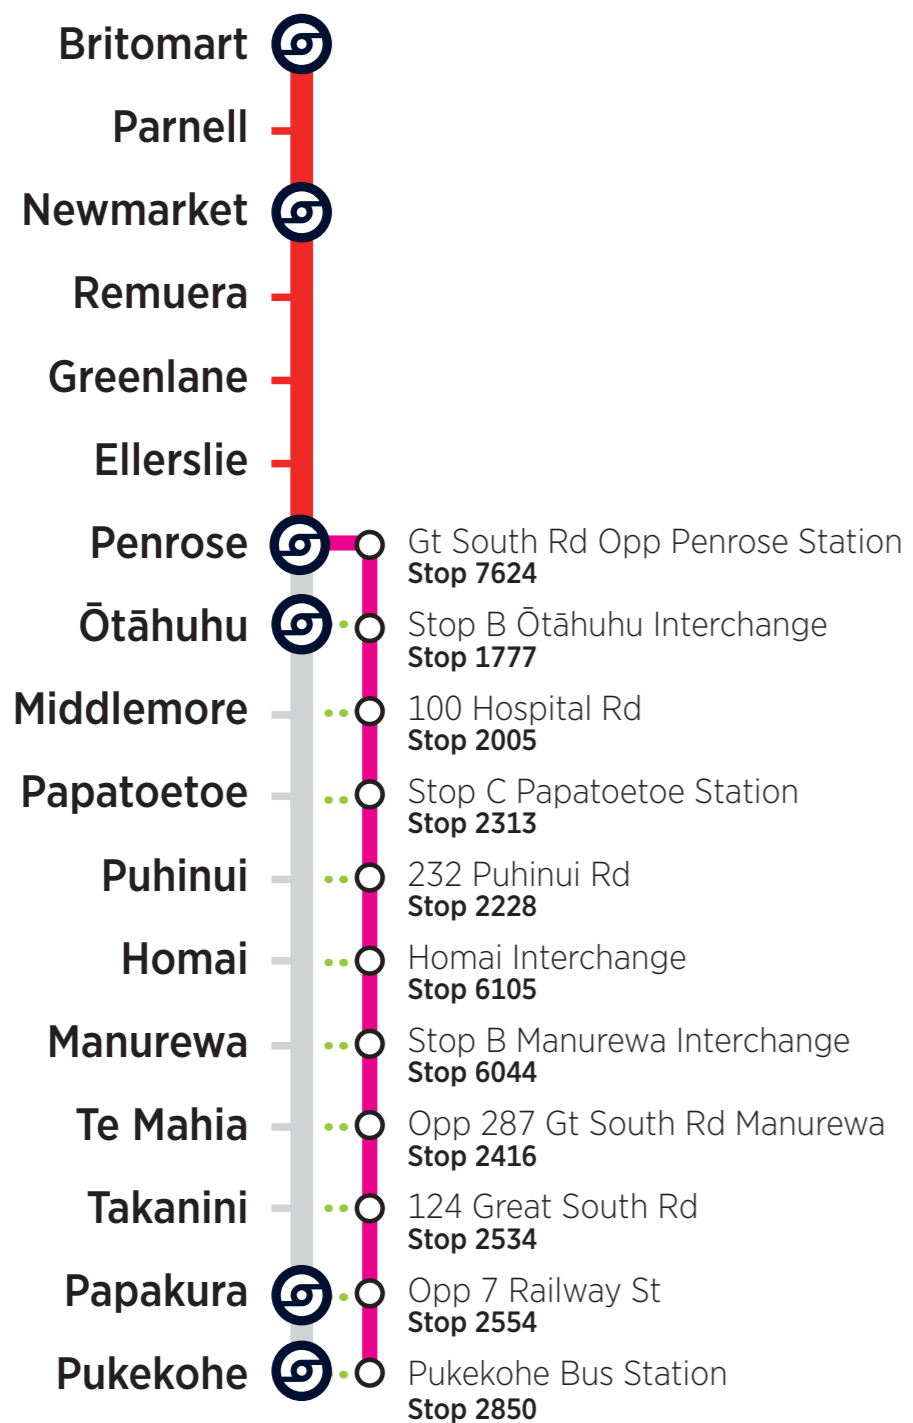 Britomart
Parnell
Newmarket
Remuera
Greenlane
Ellerslie
Penrose
Gt South Rd Opp Penrose Station
Stop 7624
Ōtāhuhu
Stop B Ōtāhuhu Interchange
Stop 1777
Middlemore
100 Hospital Rd
Stop 2005
Papatoetoe
Stop C Papatoetoe Station
Stop 2313
Puhinui
232 Puhinui Rd
Stop 2228
Homai
Homai Interchange
Stop 6105
Manurewa
Stop B Manurewa Interchange
Stop 6044
Te Mahia
Opp 287 Gt South Rd Manurewa
Stop 2416
Takanini
124 Great South Rd
Stop 2534
Papakura
Opp 7 Railway St
Stop 2554
Pukekohe
Pukekohe Bus Station
Stop 2850